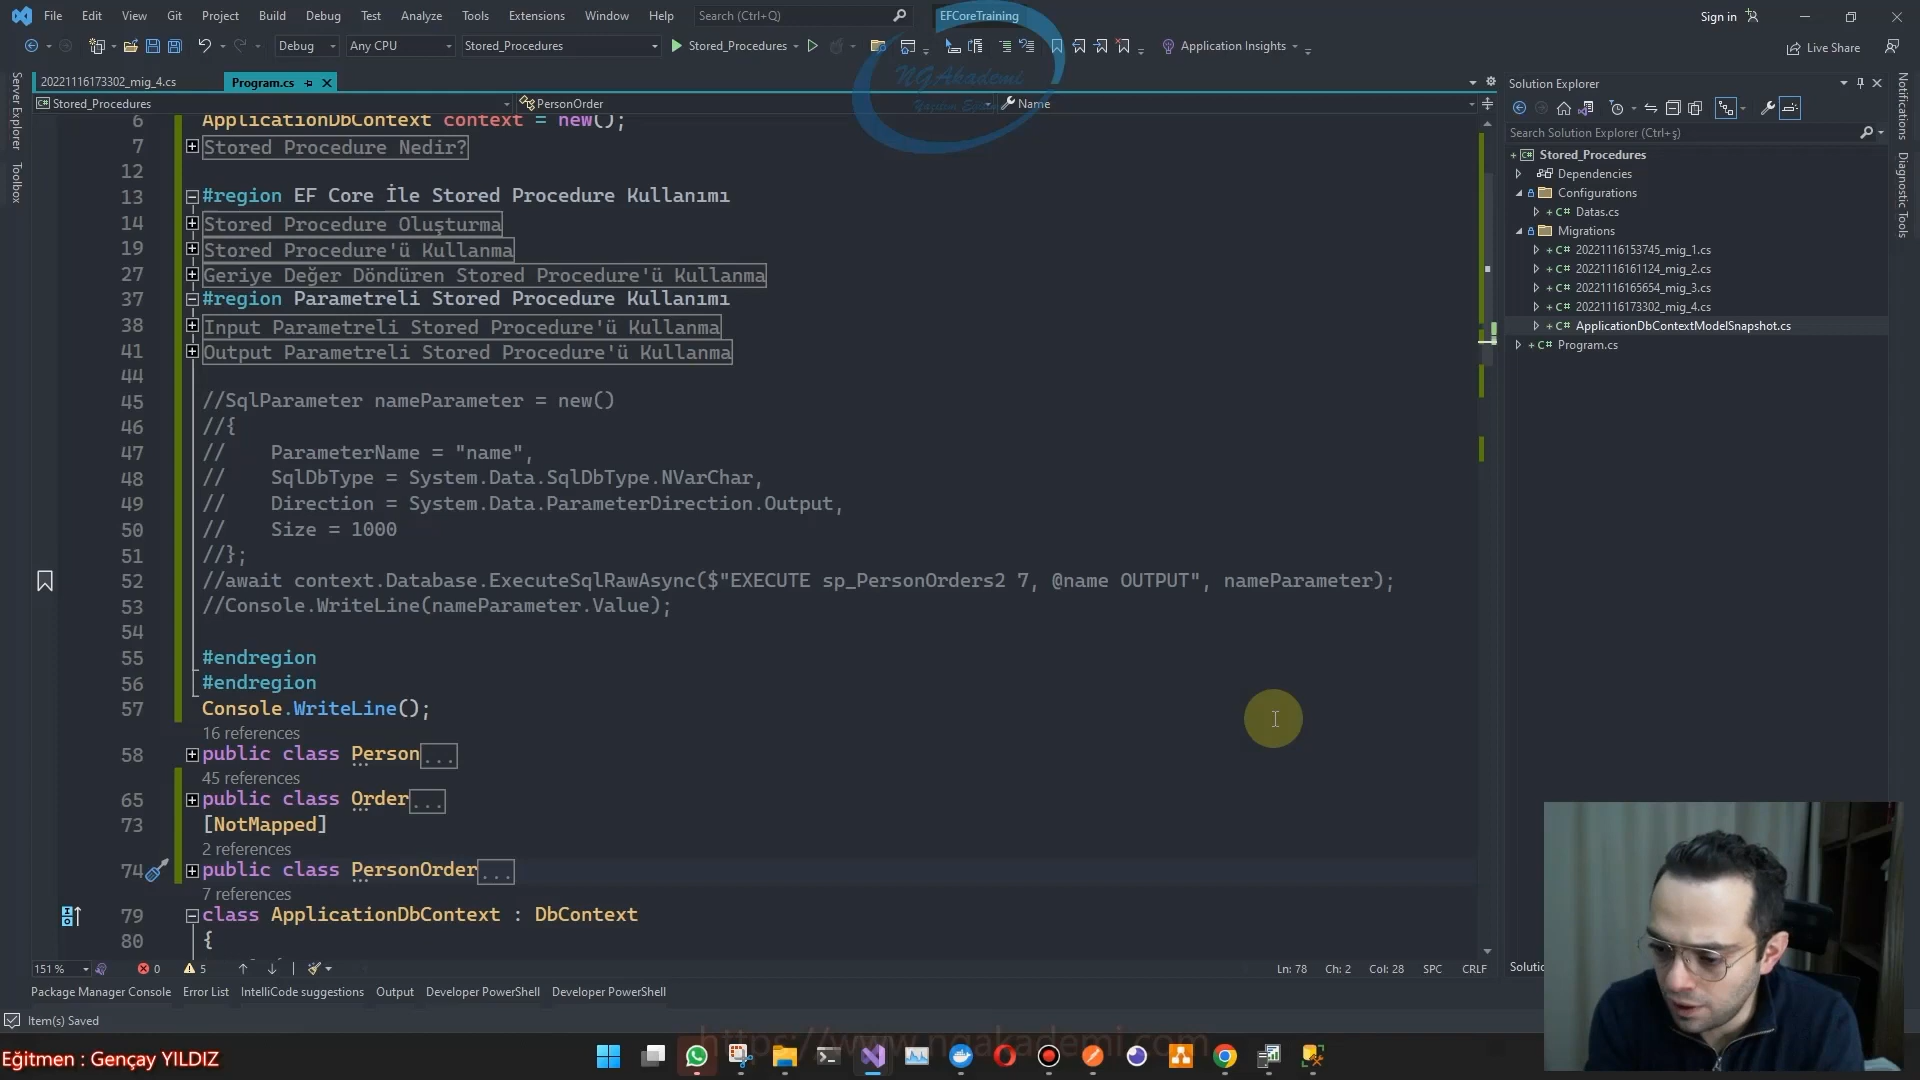 File Edit View Git Project Build Debug Test Analyze Tools Extensions Window Help Search (Ctrl+Q) EFCoreTraining Sign in
Debug Any CPU Stored_Procedures Stored_Procedures Application Insights Live Share
Server Explorer
Toolbox
20221116173302_mig_4.cs Program.cs
Stored_Procedures PersonOrder Name
NGAkademi
6 ApplicationDbContext context = new();
7 Stored Procedure Nedir?
12
13 #region EF Core İle Stored Procedure Kullanımı
14 Stored Procedure Oluşturma
19 Stored Procedure'ü Kullanma
27 Geriye Değer Döndüren Stored Procedure'ü Kullanma
37 #region Parametreli Stored Procedure Kullanımı
38 Input Parametreli Stored Procedure'ü Kullanma
41 Output Parametreli Stored Procedure'ü Kullanma
44
45 //SqlParameter nameParameter = new()
46 //{
47 //    ParameterName = "name",
48 //    SqlDbType = System.Data.SqlDbType.NVarChar,
49 //    Direction = System.Data.ParameterDirection.Output,
50 //    Size = 1000
51 //};
52 //await context.Database.ExecuteSqlRawAsync($"EXECUTE sp_PersonOrders2 7, @name OUTPUT", nameParameter);
53 //Console.WriteLine(nameParameter.Value);
54
55 #endregion
56 #endregion
57 Console.WriteLine();
16 references
58 public class Person...
45 references
65 public class Order...
73 [NotMapped]
2 references
74 public class PersonOrder...
7 references
79 class ApplicationDbContext : DbContext
80 {
151 % 0 5 Ln: 78 Ch: 2 Col: 28 SPC CRLF
Package Manager Console Error List IntelliCode suggestions Output Developer PowerShell Developer PowerShell
Item(s) Saved
Solution Explorer
Search Solution Explorer (Ctrl+ş)
Stored_Procedures
Dependencies
Configurations
C# Datas.cs
Migrations
C# 20221116153745_mig_1.cs
C# 20221116161124_mig_2.cs
C# 20221116165654_mig_3.cs
C# 20221116173302_mig_4.cs
C# ApplicationDbContextModelSnapshot.cs
C# Program.cs
Notifications
Diagnostic Tools
https://www.ngakademi.com
Eğitmen : Gençay YILDIZ